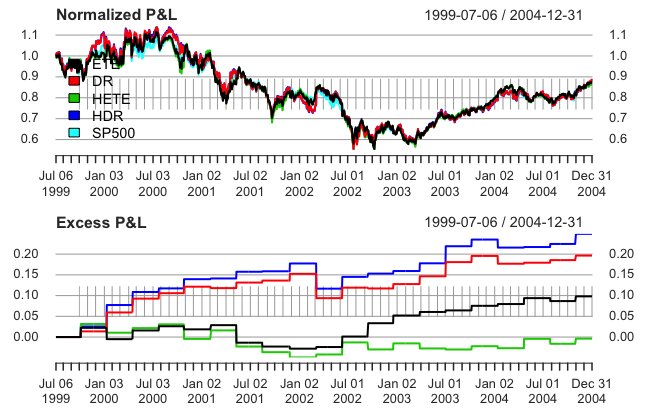 Normalized P&L 1999-07-06 / 2004-12-31
1.1 1.1
1.0 1.0
ETE
0.9 0.9
DR
0.8 0.8
HETE
HDR
0.7 0.7
SP500
0.6 0.6
Jul 06 Jan 03 Jul 03 Jan 02 Jul 02 Jan 02 Jul 01 Jan 02 Jul 01 Jan 02 Jul 01 Dec 31
1999 2000 2000 2001 2001 2002 2002 2003 2003 2004 2004 2004
Excess P&L 1999-07-06 / 2004-12-31
0.20 0.20
0.15 0.15
0.10 0.10
0.05 0.05
0.00 0.00
Jul 06 Jan 03 Jul 03 Jan 02 Jul 02 Jan 02 Jul 01 Jan 02 Jul 01 Jan 02 Jul 01 Dec 31
1999 2000 2000 2001 2001 2002 2002 2003 2003 2004 2004 2004